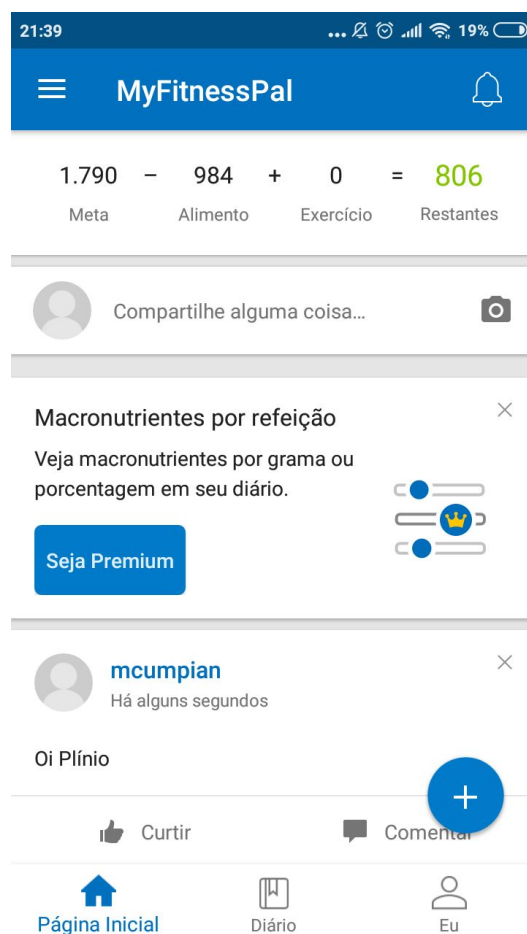 21:39 ... 19%
MyFitnessPal
1.790 – 984 + 0 = 806
Meta Alimento Exercício Restantes
Compartilhe alguma coisa...
Macronutrientes por refeição
Veja macronutrientes por grama ou
porcentagem em seu diário.
Seja Premium
mcumpian
Há alguns segundos
Oi Plínio
Curtir Comentar
Página Inicial Diário Eu